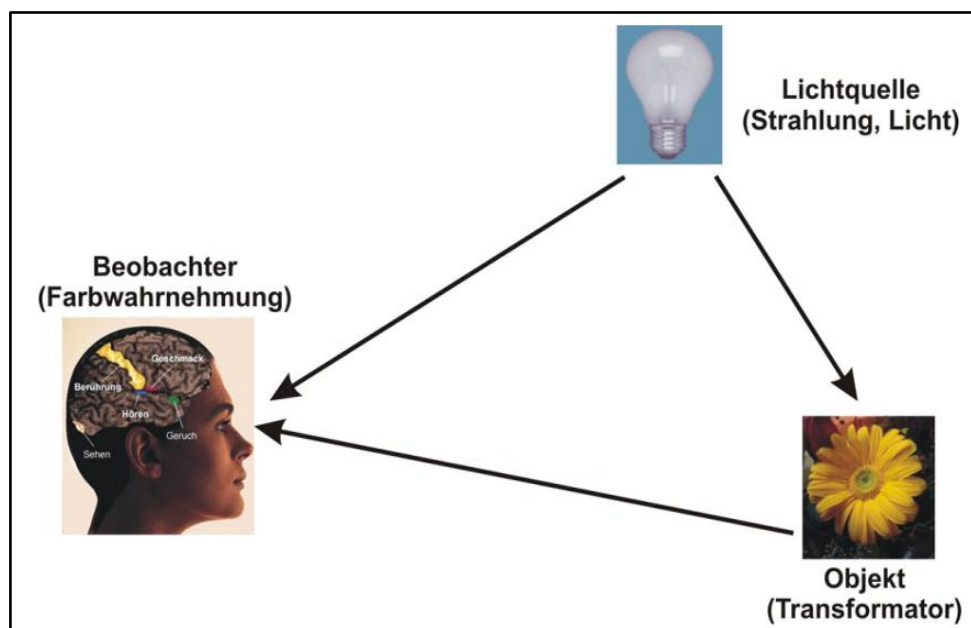 Lichtquelle
(Strahlung, Licht)
Beobachter
(Farbwahrnehmung)
Geschmack
Berührung
Hören
Geruch
Sehen
Objekt
(Transformator)